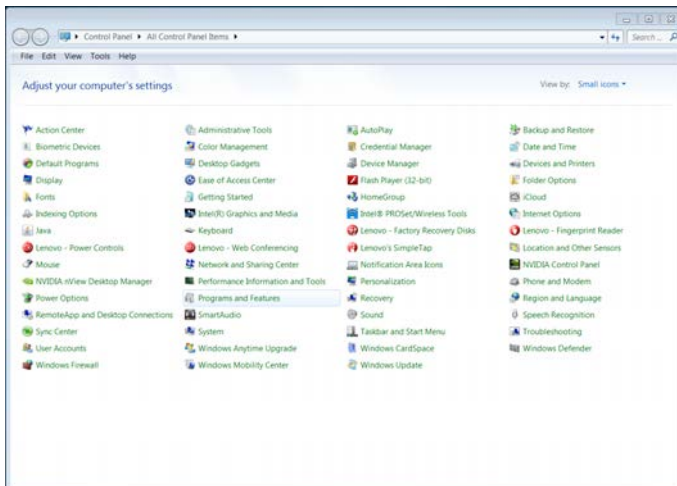 Control Panel All Control Panel Items Search ...
File Edit View Tools Help
Adjust your computer's settings View by: Small icons
Action Center Administrative Tools AutoPlay Backup and Restore
Biometric Devices Color Management Credential Manager Date and Time
Default Programs Desktop Gadgets Device Manager Devices and Printers
Display Ease of Access Center Flash Player (32-bit) Folder Options
Fonts Getting Started HomeGroup iCloud
Indexing Options Intel(R) Graphics and Media Intel® PROSet/Wireless Tools Internet Options
Java Keyboard Lenovo - Factory Recovery Disks Lenovo - Fingerprint Reader
Lenovo - Power Controls Lenovo - Web Conferencing Lenovo's SimpleTap Location and Other Sensors
Mouse Network and Sharing Center Notification Area Icons NVIDIA Control Panel
NVIDIA nView Desktop Manager Performance Information and Tools Personalization Phone and Modem
Power Options Programs and Features Recovery Region and Language
RemoteApp and Desktop Connections SmartAudio Sound Speech Recognition
Sync Center System Taskbar and Start Menu Troubleshooting
User Accounts Windows Anytime Upgrade Windows CardSpace Windows Defender
Windows Firewall Windows Mobility Center Windows Update